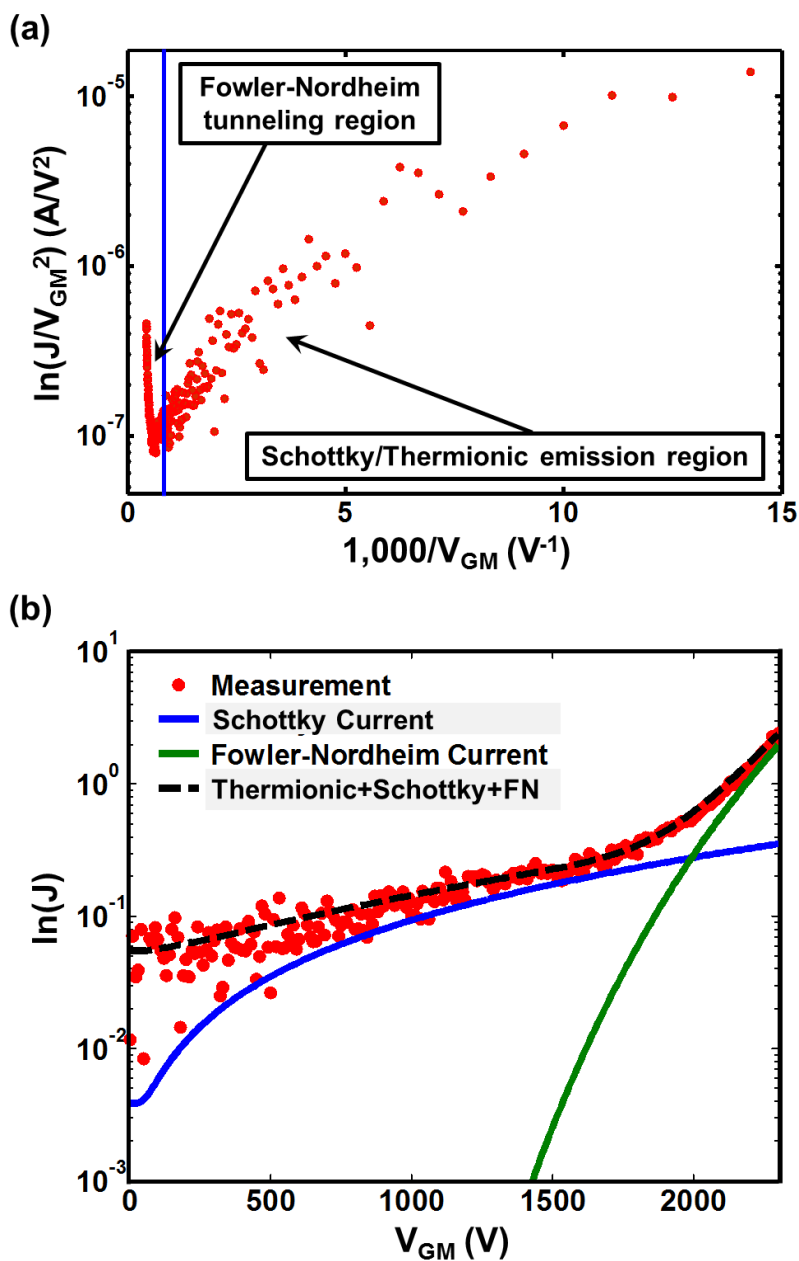 (a)
Fowler-Nordheim
tunneling region
10⁻⁵
10⁻⁶
10⁻⁷
ln(J/V_GM²) (A/V²)
Schottky/Thermionic emission region
0 5 10 15
1,000/V_GM (V⁻¹)
(b)
10¹
10⁰
10⁻¹
10⁻²
10⁻³
ln(J)
Measurement
Schottky Current
Fowler-Nordheim Current
Thermionic+Schottky+FN
0 500 1000 1500 2000
V_GM (V)